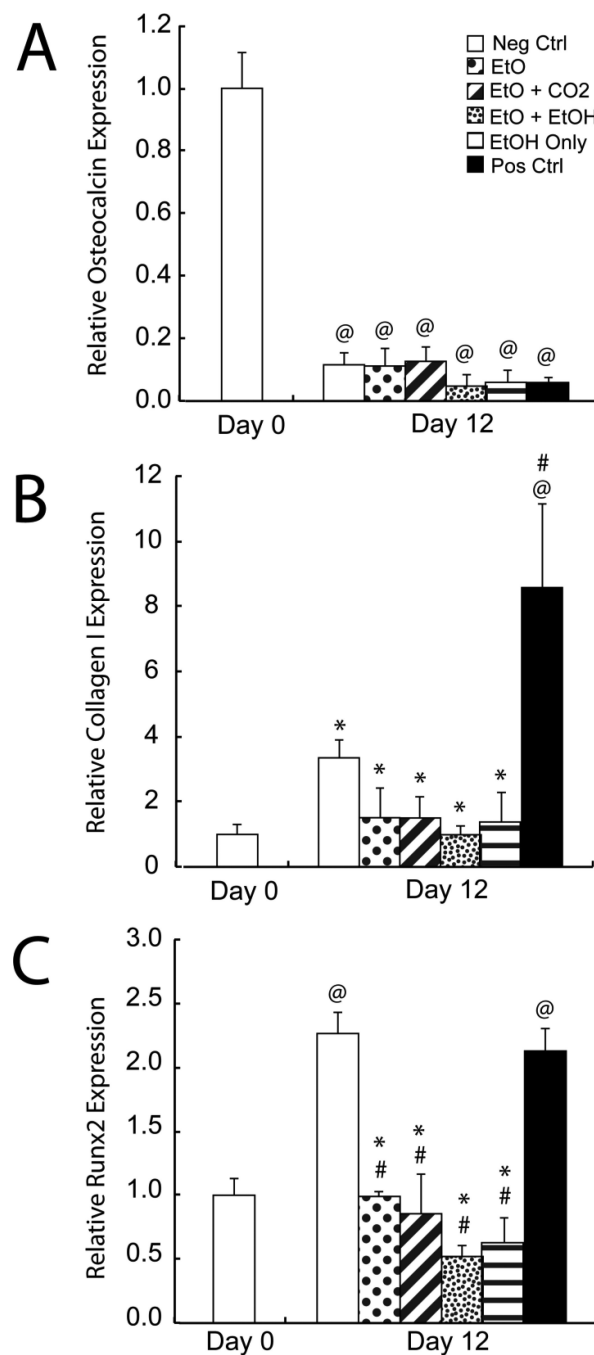 A
Relative Osteocalcin Expression
1.2
1.0
0.8
0.6
0.4
0.2
0.0
Neg Ctrl
EtO
EtO + CO2
EtO + EtOH
EtOH Only
Pos Ctrl
@ @ @ @ @ @
Day 0 Day 12
B
Relative Collagen I Expression
12
10
8
6
4
2
0
#
@
* * * * *
Day 0 Day 12
C
Relative Runx2 Expression
3.0
2.5
2.0
1.5
1.0
0.5
0.0
@ @
* * * *
# # # #
Day 0 Day 12